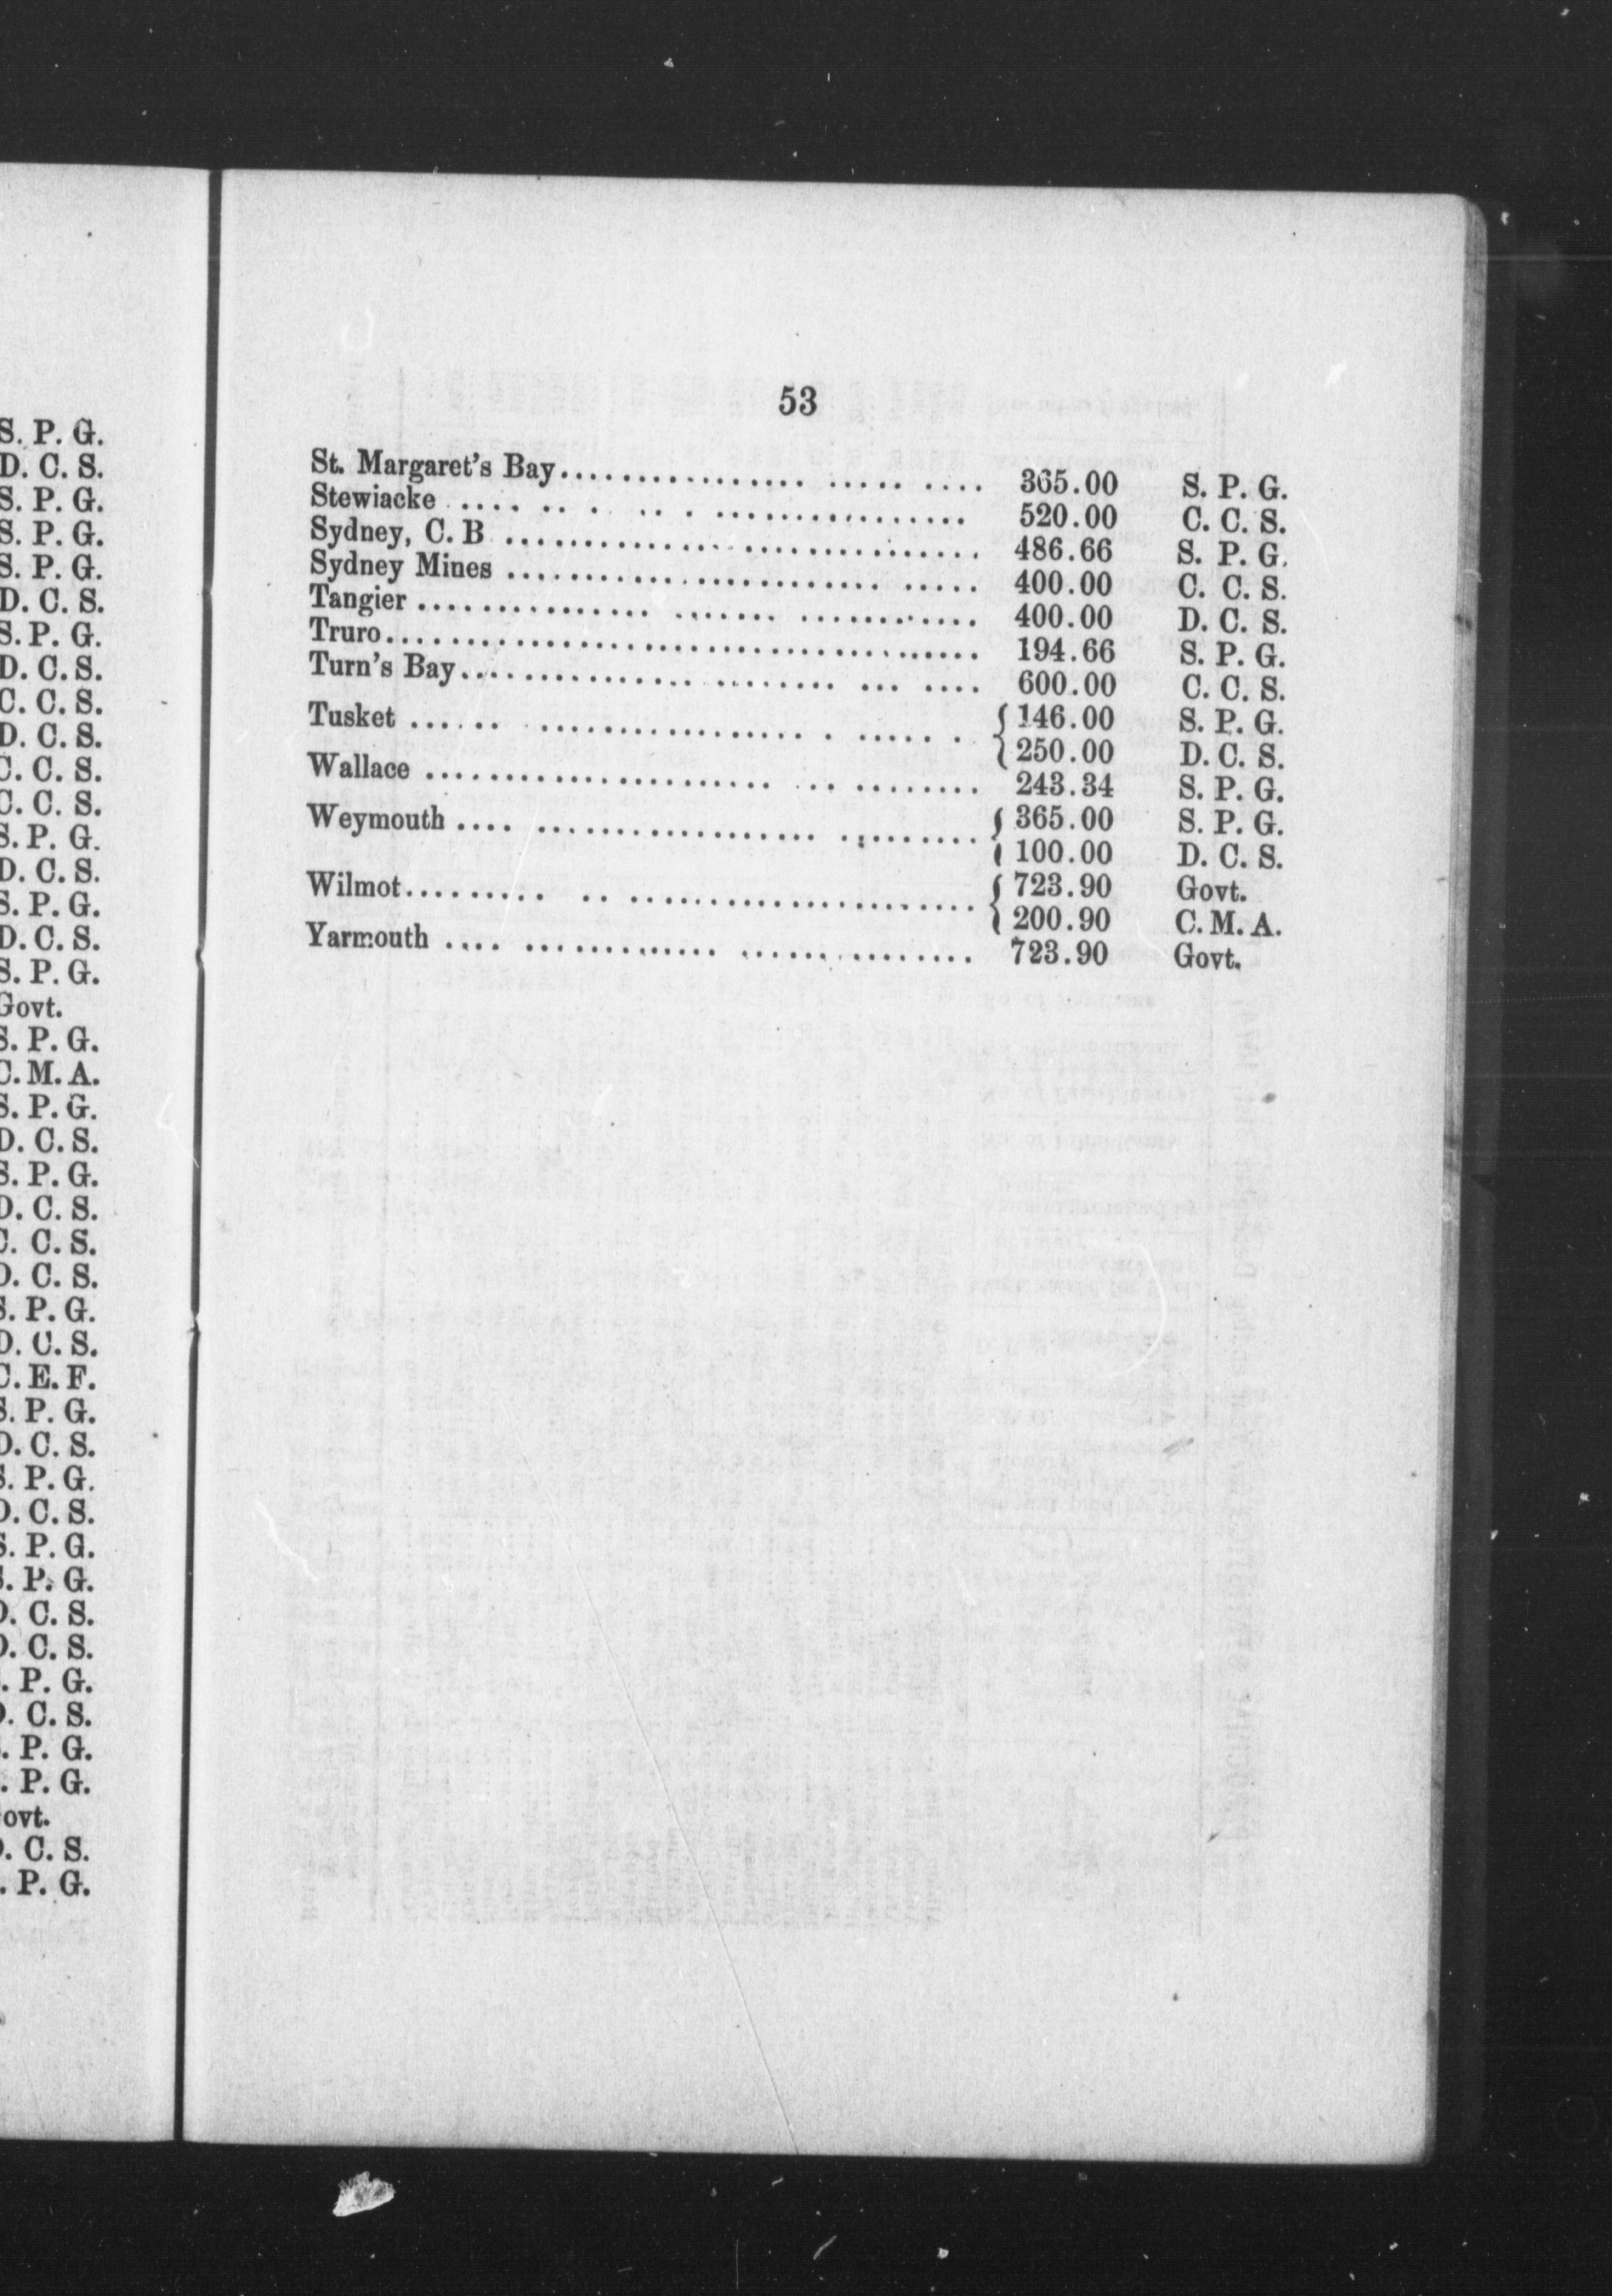 S. P. G.
D. C. S.
S. P. G.
S. P. G.
S. P. G.
D. C. S.
S. P. G.
D. C. S.
C. C. S.
D. C. S.
C. C. S.
C. C. S.
S. P. G.
D. C. S.
S. P. G.
D. C. S.
S. P. G.
Govt.
S. P. G.
C. M. A.
S. P. G.
D. C. S.
S. P. G.
D. C. S.
C. C. S.
D. C. S.
S. P. G.
D. C. S.
C. E. F.
S. P. G.
D. C. S.
S. P. G.
D. C. S.
S. P. G.
S. P. G.
D. C. S.
D. C. S.
. P. G.
. C. S.
. P. G.
. P. G.
ovt.
. C. S.
. P. G.
53
St. Margaret's Bay ........ 365.00 S. P. G.
Stewiacke ........ 520.00 C. C. S.
Sydney, C. B ........ 486.66 S. P. G.
Sydney Mines ........ 400.00 C. C. S.
Tangier ........ 400.00 D. C. S.
Truro ........ 194.66 S. P. G.
Turn's Bay ........ 600.00 C. C. S.
Tusket ........ { 146.00 S. P. G.
{ 250.00 D. C. S.
Wallace ........ 243.34 S. P. G.
Weymouth ........ { 365.00 S. P. G.
{ 100.00 D. C. S.
Wilmot ........ { 723.90 Govt.
{ 200.90 C. M. A.
Yarmouth ........ 723.90 Govt.